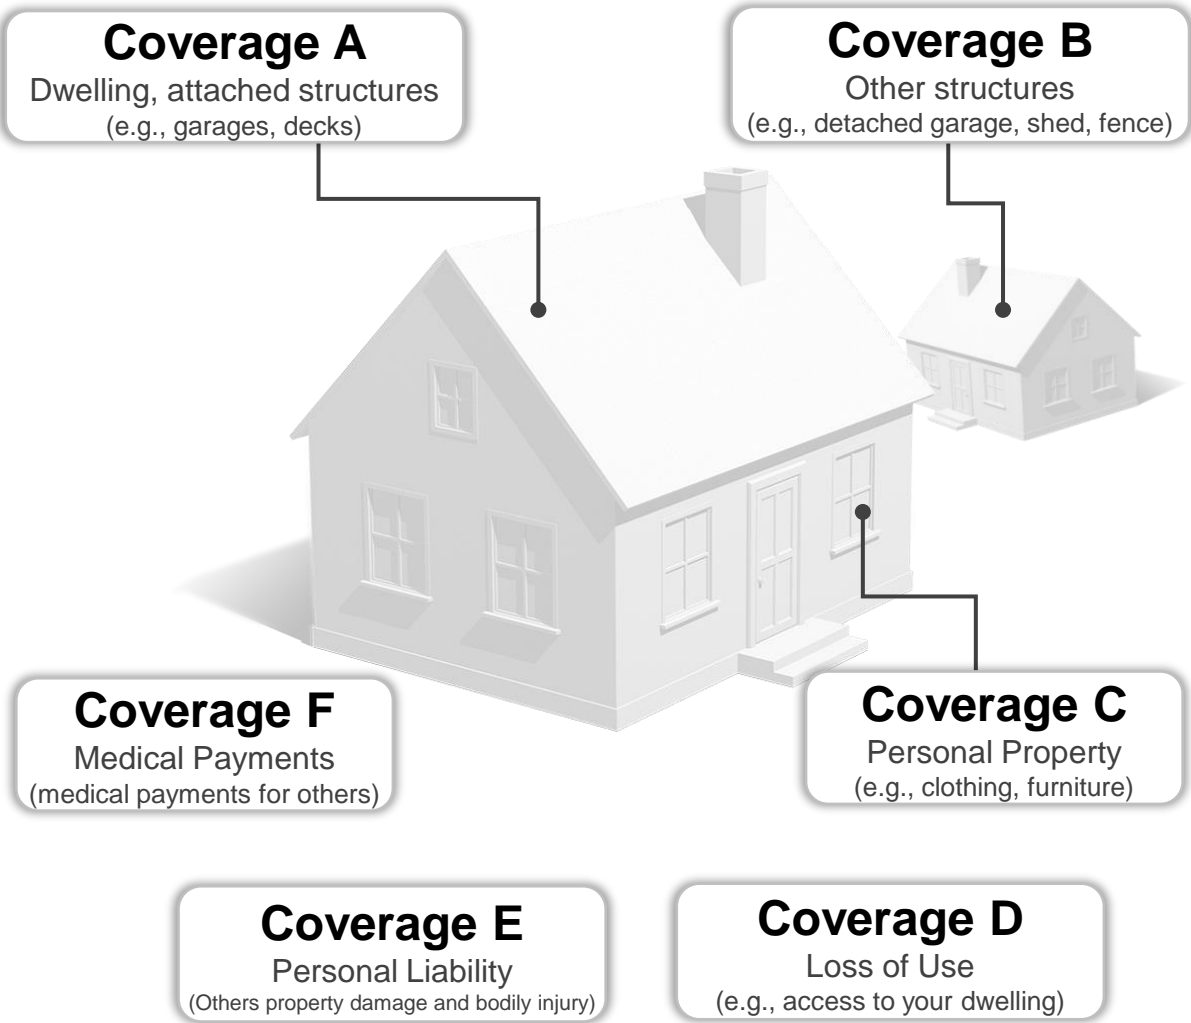 Coverage A
Dwelling, attached structures
(e.g., garages, decks)
Coverage B
Other structures
(e.g., detached garage, shed, fence)
Coverage F
Medical Payments
(medical payments for others)
Coverage C
Personal Property
(e.g., clothing, furniture)
Coverage E
Personal Liability
(Others property damage and bodily injury)
Coverage D
Loss of Use
(e.g., access to your dwelling)